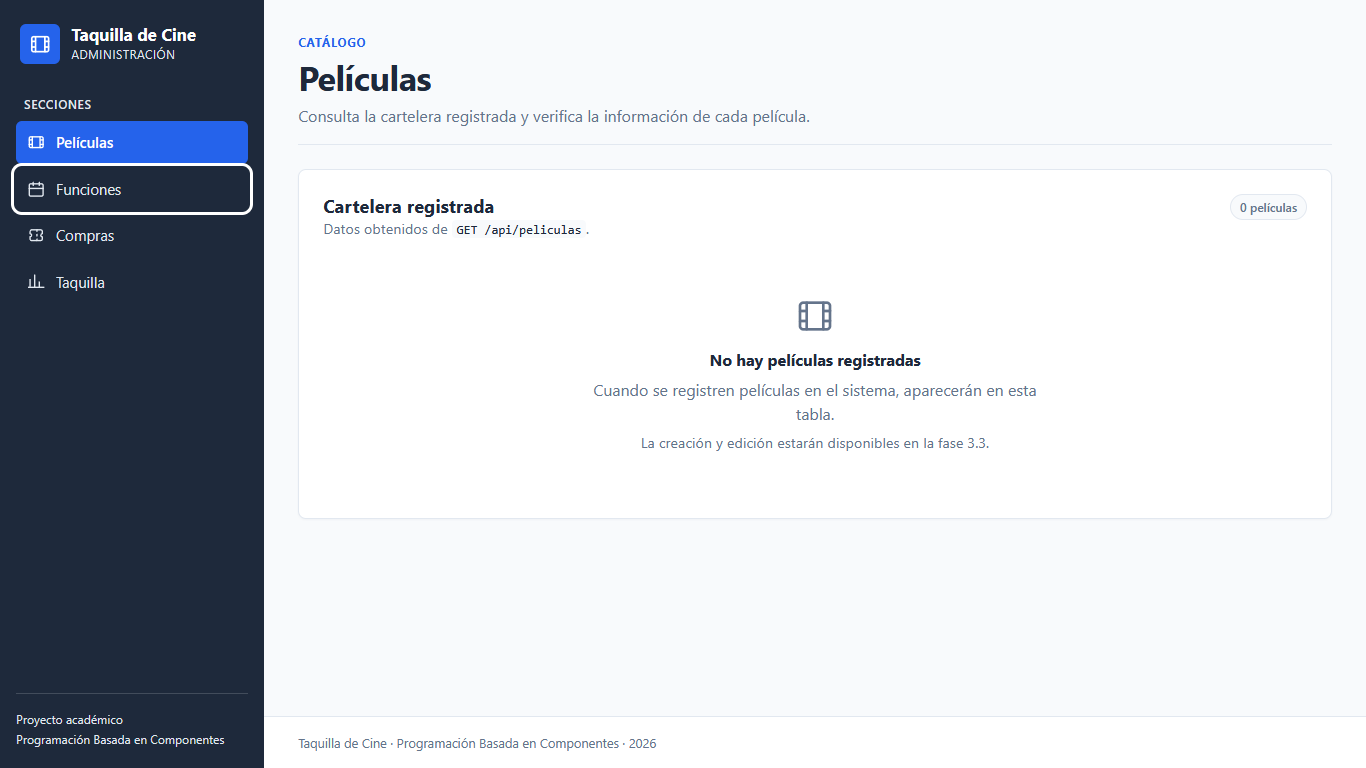 Taquilla de Cine
ADMINISTRACIÓN
SECCIONES
Películas
Funciones
Compras
Taquilla
Proyecto académico
Programación Basada en Componentes
CATÁLOGO
Películas
Consulta la cartelera registrada y verifica la información de cada película.
Cartelera registrada
0 películas
Datos obtenidos de GET /api/peliculas.
No hay películas registradas
Cuando se registren películas en el sistema, aparecerán en esta
tabla.
La creación y edición estarán disponibles en la fase 3.3.
Taquilla de Cine · Programación Basada en Componentes · 2026